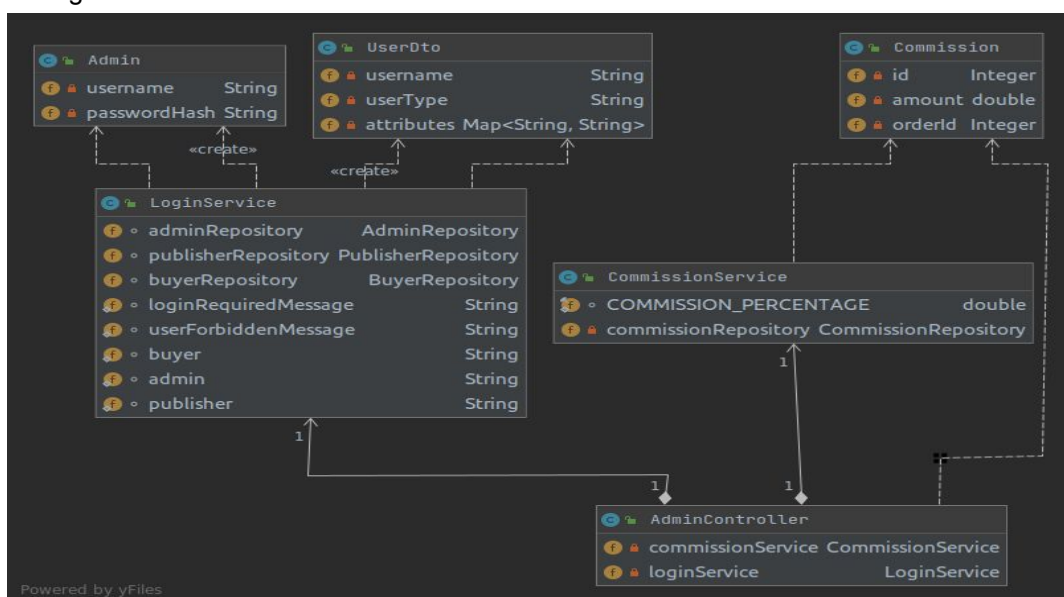 Admin
username String
passwordHash String
UserDto
username String
userType String
attributes Map<String, String>
Commission
id Integer
amount double
orderId Integer
«create»
«create»
LoginService
adminRepository AdminRepository
publisherRepository PublisherRepository
buyerRepository BuyerRepository
loginRequiredMessage String
userForbiddenMessage String
buyer String
admin String
publisher String
CommissionService
COMMISSION_PERCENTAGE double
commissionRepository CommissionRepository
1
1
1
1
AdminController
commissionService CommissionService
loginService LoginService
Powered by yFiles